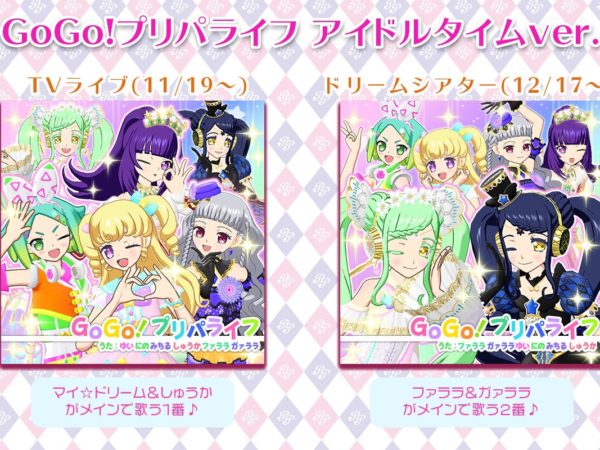 GoGo!プリパライフ アイドルタイムver.
TVライブ(11/19～)
GoGo!プリパライフ
うた:ゆい にの みちる しゅうか ファララ ガァララ
マイ☆ドリーム&しゅうか
がメインで歌う1番♪
ドリームシアター(12/17～
GoGo!プリパライフ
うた:ファララ ガァララ ゆい にの みちる しゅうか
ファララ&ガァララ
がメインで歌う2番♪